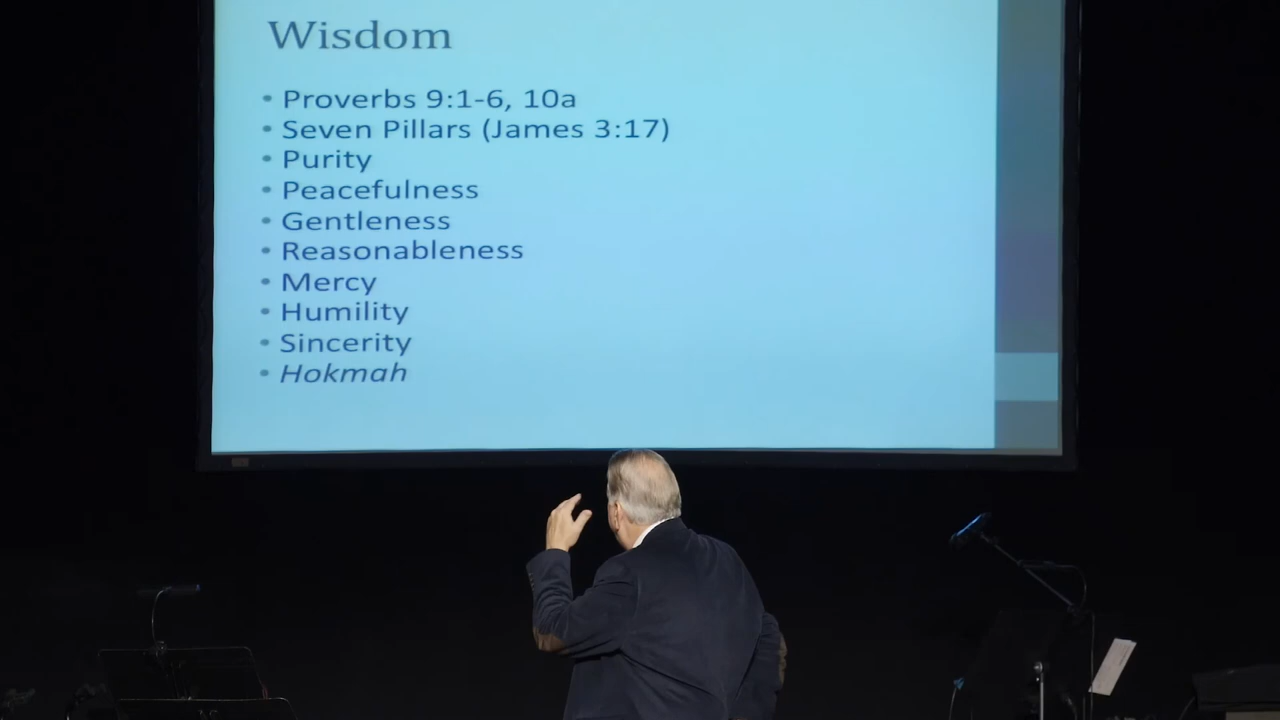 Wisdom
• Proverbs 9:1-6, 10a
• Seven Pillars (James 3:17)
• Purity
• Peacefulness
• Gentleness
• Reasonableness
• Mercy
• Humility
• Sincerity
• Hokmah